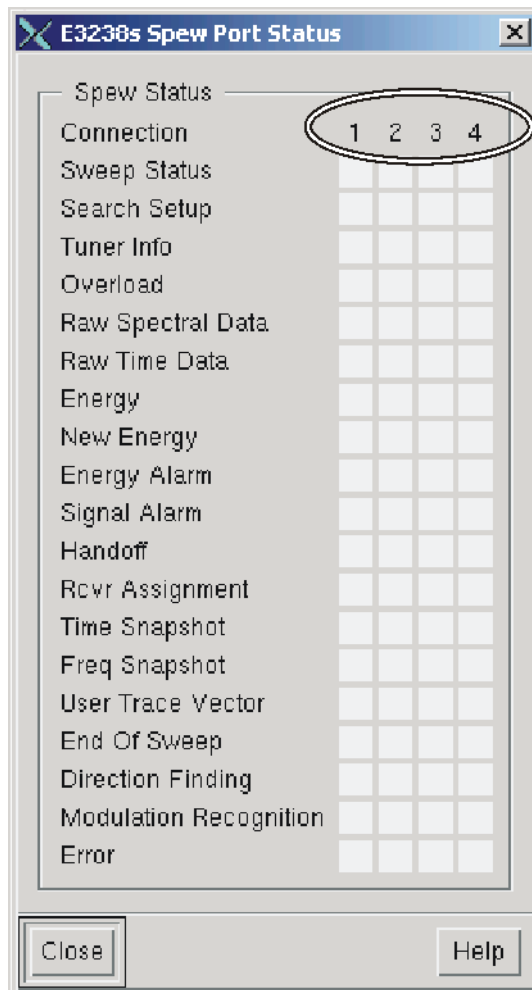 E3238s Spew Port Status
Spew Status
Connection 1 2 3 4
Sweep Status
Search Setup
Tuner Info
Overload
Raw Spectral Data
Raw Time Data
Energy
New Energy
Energy Alarm
Signal Alarm
Handoff
Rcvr Assignment
Time Snapshot
Freq Snapshot
User Trace Vector
End Of Sweep
Direction Finding
Modulation Recognition
Error
Close Help